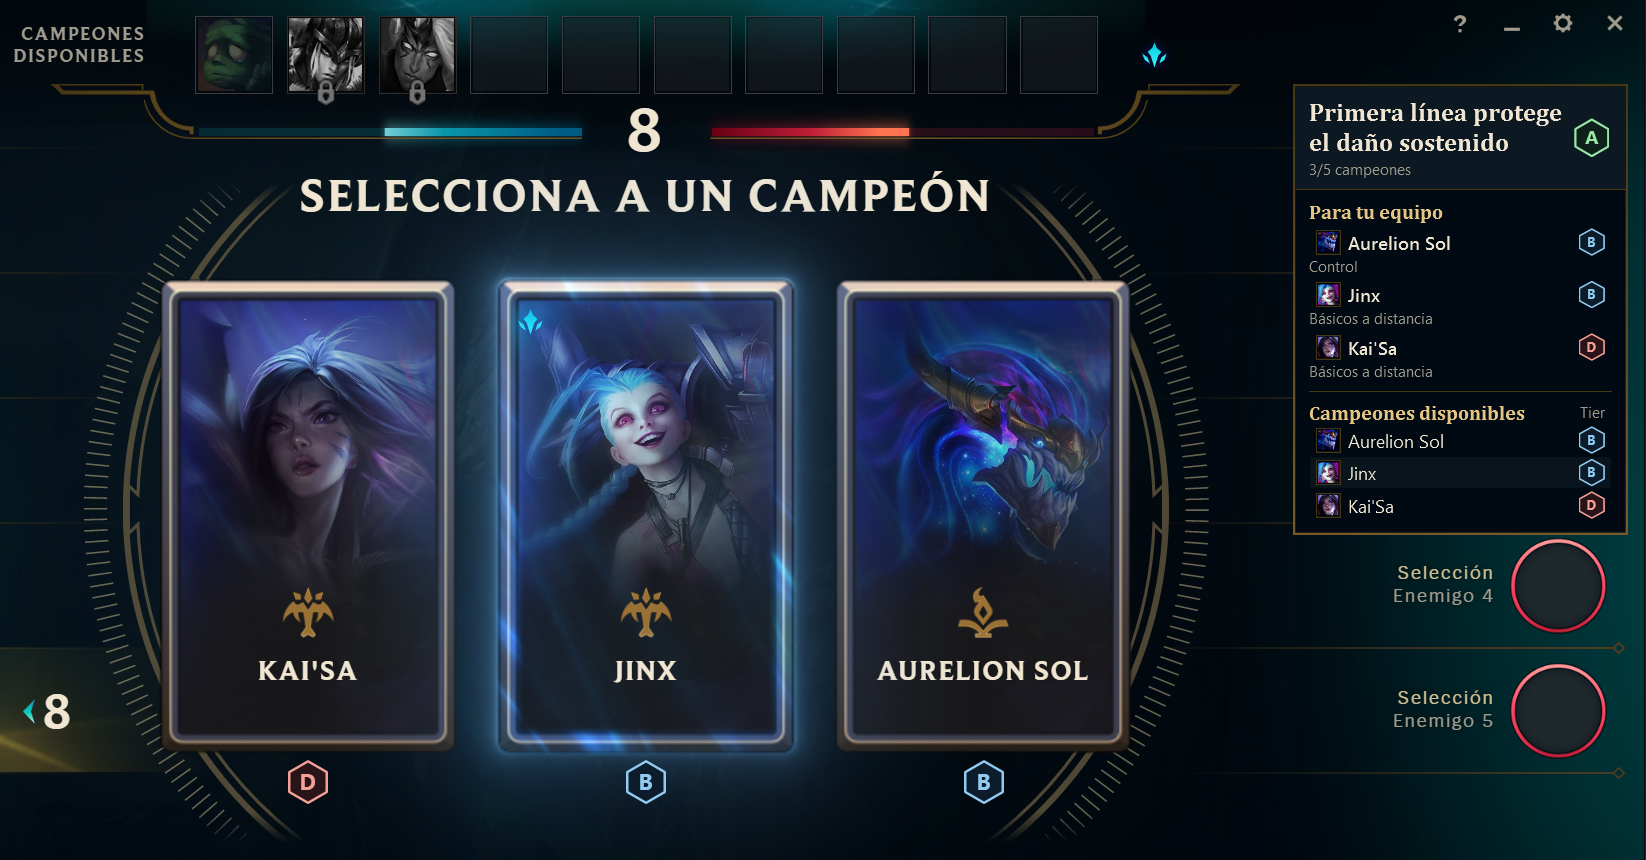 CAMPEONES
DISPONIBLES
?
8
SELECCIONA A UN CAMPEÓN
KAI'SA
JINX
AURELION SOL
D
B
B
8
Primera línea protege
el daño sostenido
A
3/5 campeones
Para tu equipo
Aurelion Sol B
Control
Jinx B
Básicos a distancia
Kai'Sa D
Básicos a distancia
Campeones disponibles Tier
Aurelion Sol B
Jinx B
Kai'Sa D
Selección
Enemigo 4
Selección
Enemigo 5